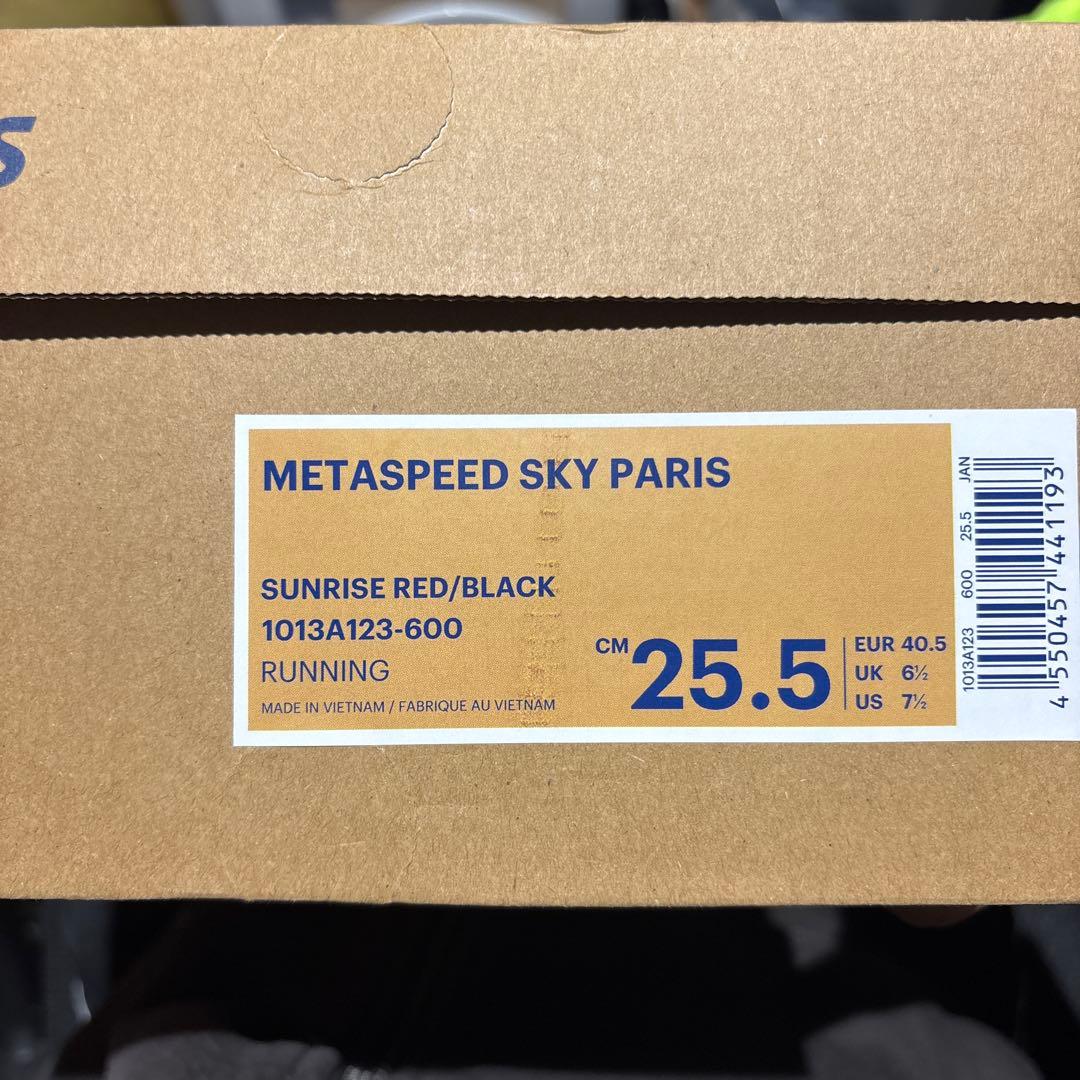 S
METASPEED SKY PARIS
SUNRISE RED/BLACK
1013A123-600
RUNNING
MADE IN VIETNAM / FABRIQUE AU VIETNAM
CM 25.5
EUR 40.5
UK 6½
US 7½
1013A123 600 25.5 JAN
4 550457 441193